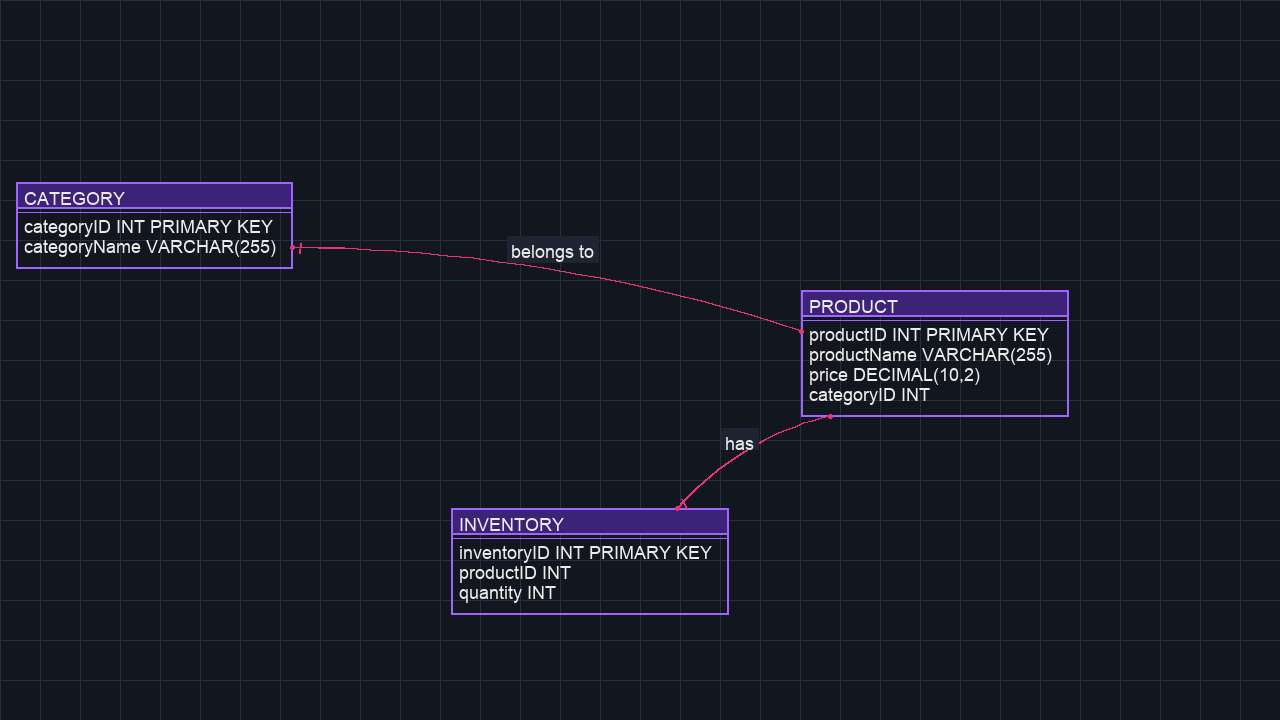 CATEGORY
categoryID INT PRIMARY KEY
categoryName VARCHAR(255)
belongs to
PRODUCT
productID INT PRIMARY KEY
productName VARCHAR(255)
price DECIMAL(10,2)
categoryID INT
has
INVENTORY
inventoryID INT PRIMARY KEY
productID INT
quantity INT